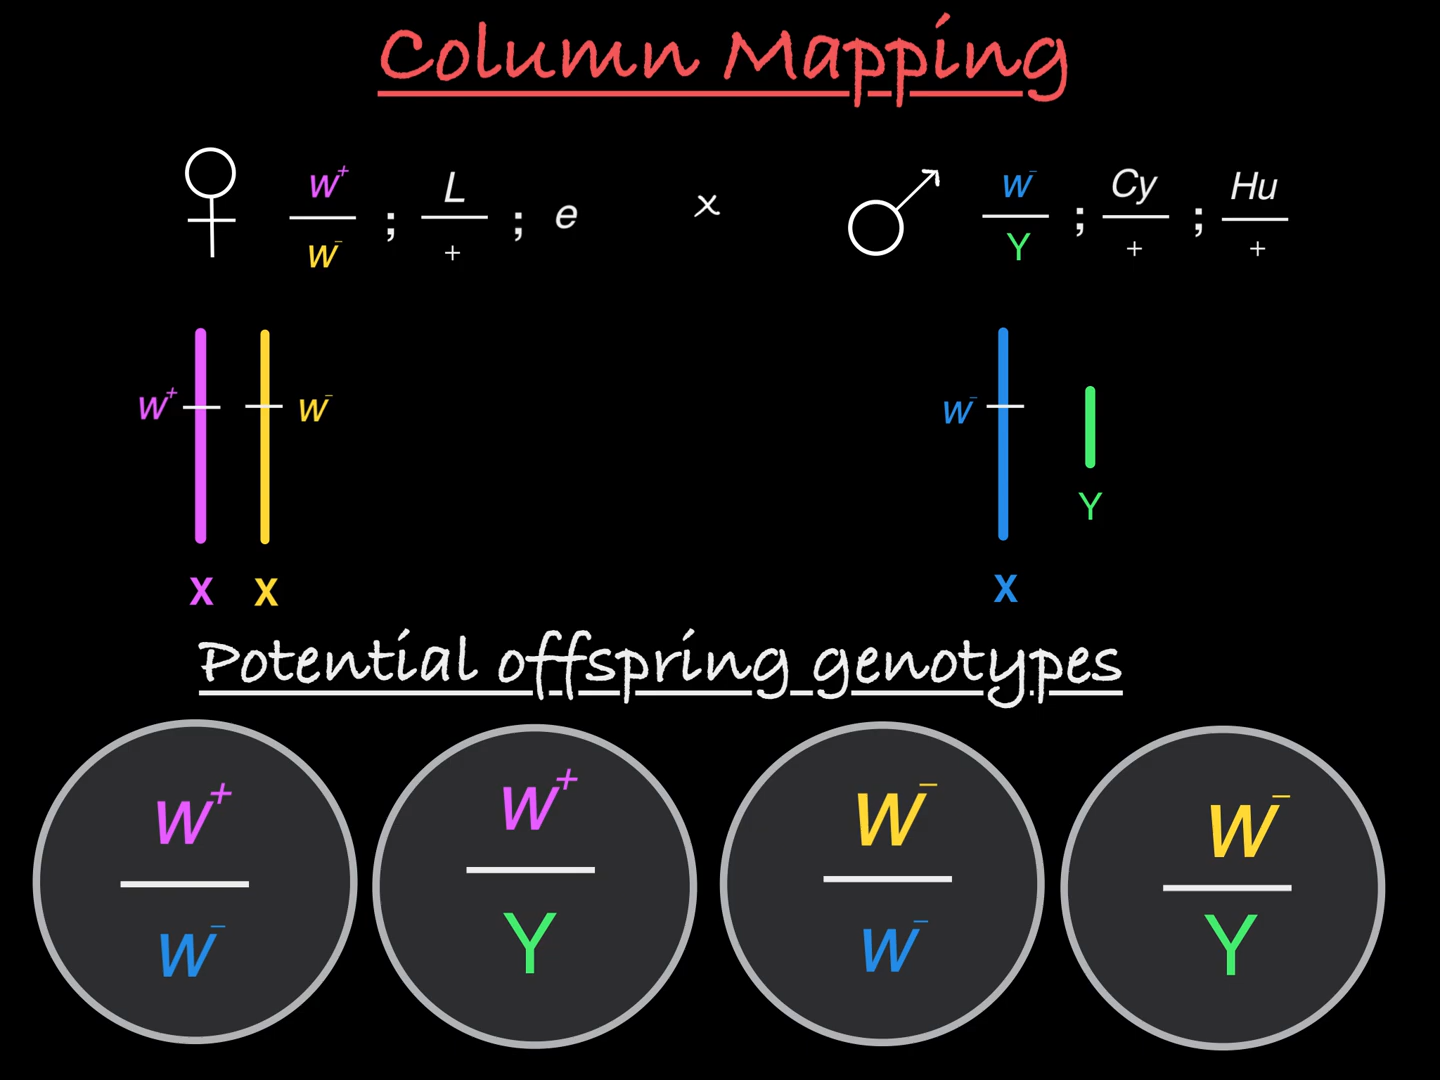 Column Mapping
w⁺ L Cy Hu
; ; e x ; ;
w⁻ + Y + +
w⁺ w⁻ w⁻
Y
X X X
Potential offspring genotypes
w⁺ w⁺ w⁻ w⁻
w⁻ Y w⁻ Y